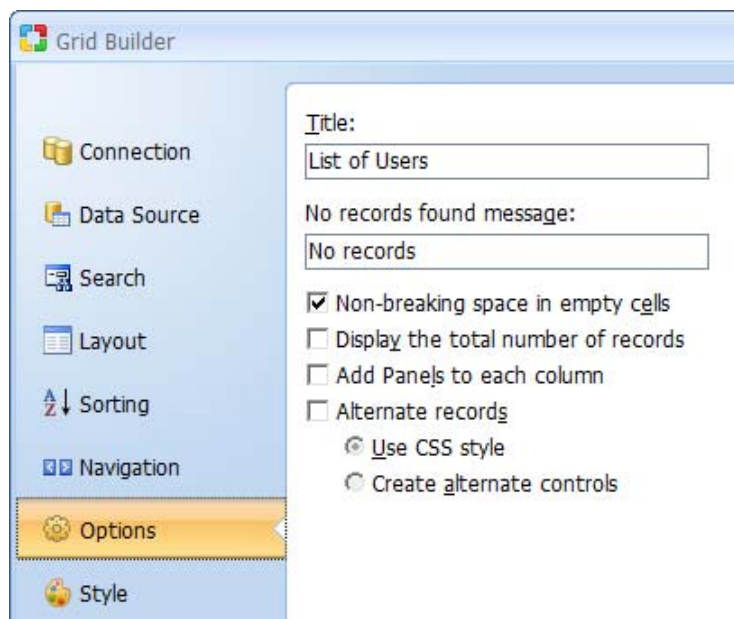 Grid Builder
Connection
Data Source
Search
Layout
Sorting
Navigation
Options
Style
Title:
List of Users
No records found message:
No records
Non-breaking space in empty cells
Display the total number of records
Add Panels to each column
Alternate records
Use CSS style
Create alternate controls